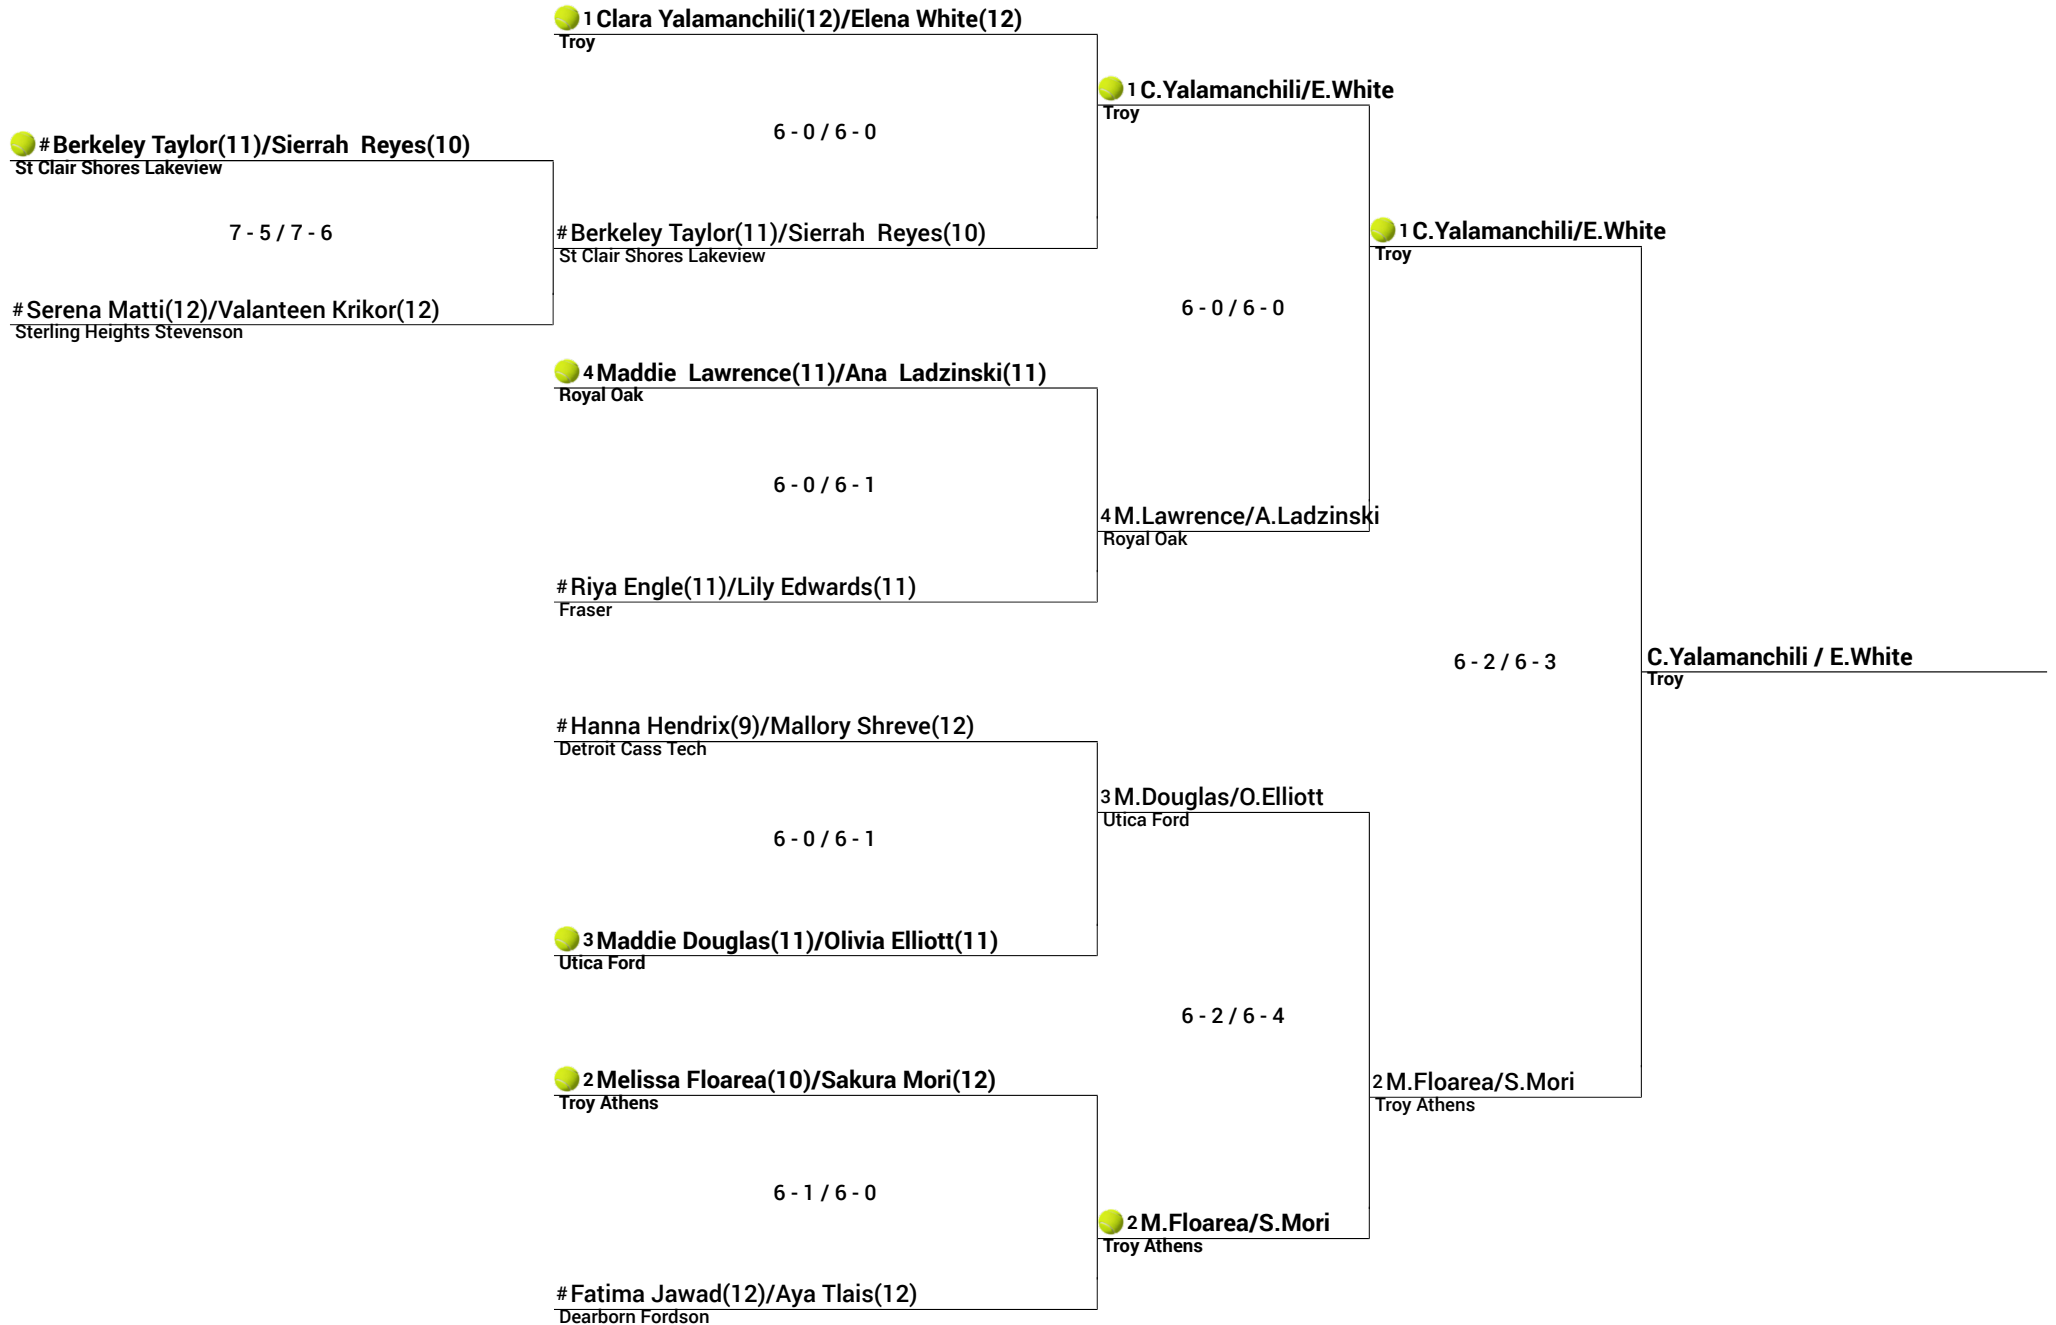 1 Clara Yalamanchili(12)/Elena White(12)
Troy
1 C.Yalamanchili/E.White
Troy
6 - 0 / 6 - 0
# Berkeley Taylor(11)/Sierrah  Reyes(10)
St Clair Shores Lakeview
7 - 5 / 7 - 6
# Berkeley Taylor(11)/Sierrah  Reyes(10)
St Clair Shores Lakeview
1 C.Yalamanchili/E.White
Troy
# Serena Matti(12)/Valanteen Krikor(12)
Sterling Heights Stevenson
6 - 0 / 6 - 0
4 Maddie  Lawrence(11)/Ana  Ladzinski(11)
Royal Oak
6 - 0 / 6 - 1
4 M.Lawrence/A.Ladzinski
Royal Oak
# Riya Engle(11)/Lily Edwards(11)
Fraser
6 - 2 / 6 - 3
C.Yalamanchili / E.White
Troy
# Hanna Hendrix(9)/Mallory Shreve(12)
Detroit Cass Tech
3 M.Douglas/O.Elliott
Utica Ford
6 - 0 / 6 - 1
3 Maddie Douglas(11)/Olivia Elliott(11)
Utica Ford
6 - 2 / 6 - 4
2 Melissa Floarea(10)/Sakura Mori(12)
Troy Athens
2 M.Floarea/S.Mori
Troy Athens
6 - 1 / 6 - 0
2 M.Floarea/S.Mori
Troy Athens
# Fatima Jawad(12)/Aya Tlais(12)
Dearborn Fordson